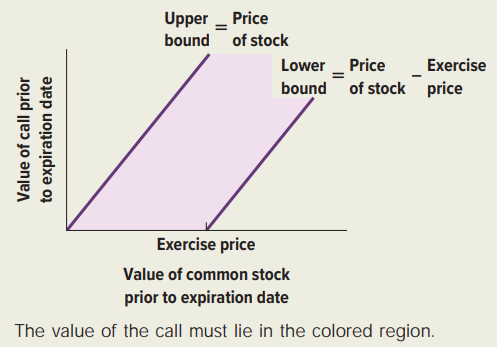 Upper = Price
bound of stock
Lower = Price − Exercise
bound of stock price
Value of call prior
to expiration date
Exercise price
Value of common stock
prior to expiration date
The value of the call must lie in the colored region.